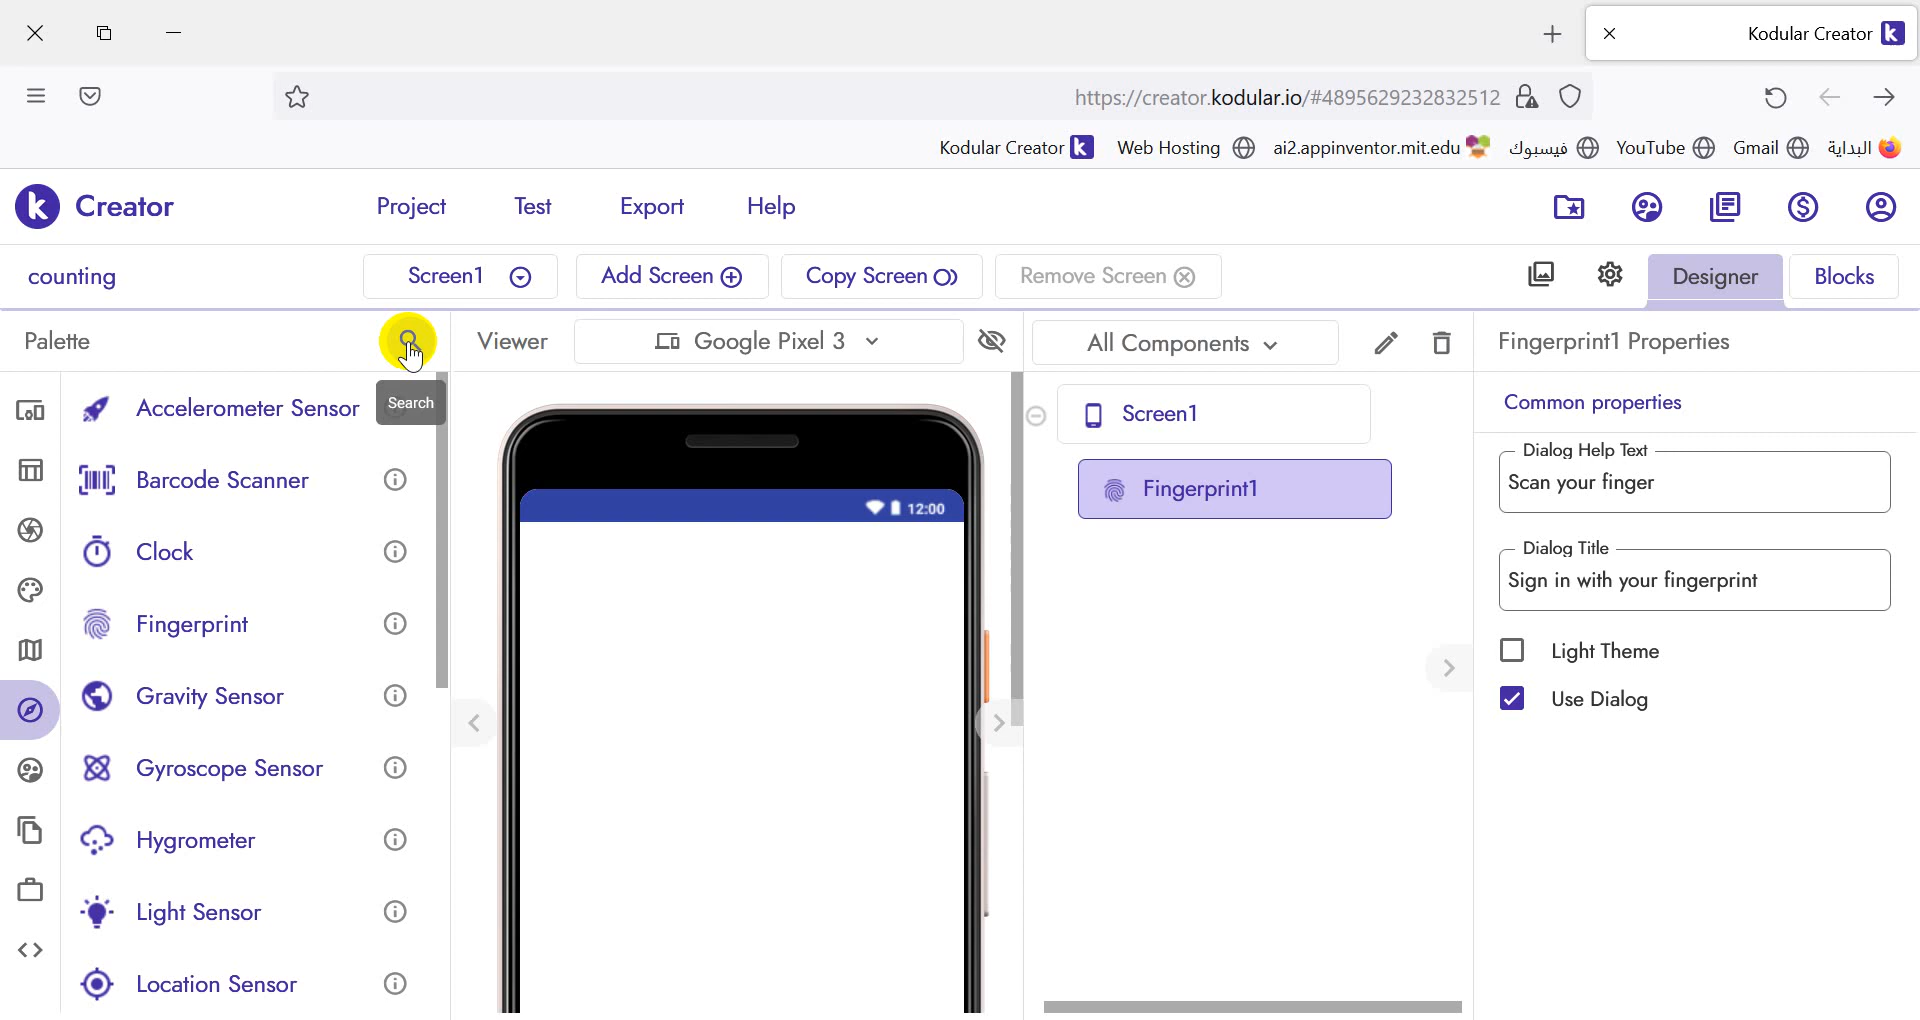 Kodular Creator
https://creator.kodular.io/#4895629232832512
Kodular Creator
Web Hosting
ai2.appinventor.mit.edu
فيسبوك
YouTube
Gmail
البداية
Creator
Project
Test
Export
Help
counting
Screen1
Add Screen
Copy Screen
Remove Screen
Designer
Blocks
Palette
Viewer
Google Pixel 3
All Components
Fingerprint1 Properties
Search
Accelerometer Sensor
Barcode Scanner
Clock
Fingerprint
Gravity Sensor
Gyroscope Sensor
Hygrometer
Light Sensor
Location Sensor
12:00
Screen1
Fingerprint1
Common properties
Dialog Help Text
Scan your finger
Dialog Title
Sign in with your fingerprint
Light Theme
Use Dialog